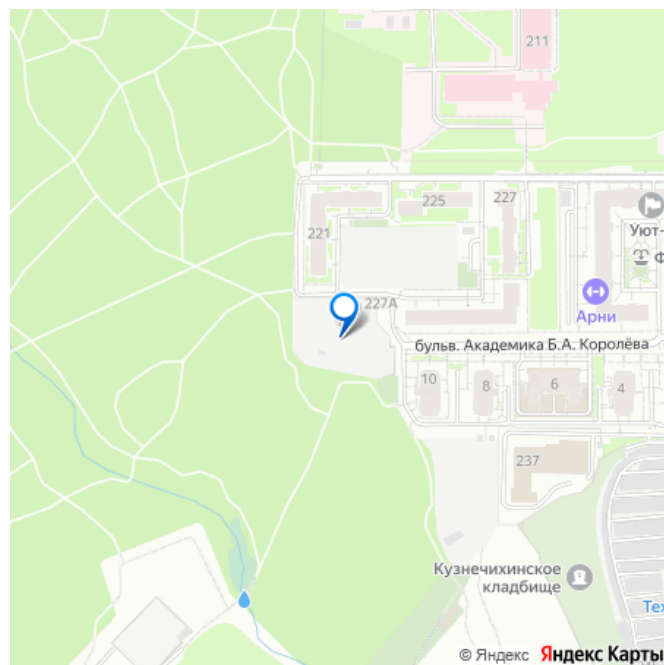 211
225
227
221
Уют-
Ф
227А
Арни
бульв. Академика Б.А. Королёва
10
8
6
4
237
Кузнечихинское
кладбище
Тех
© Яндекс Яндекс Карты